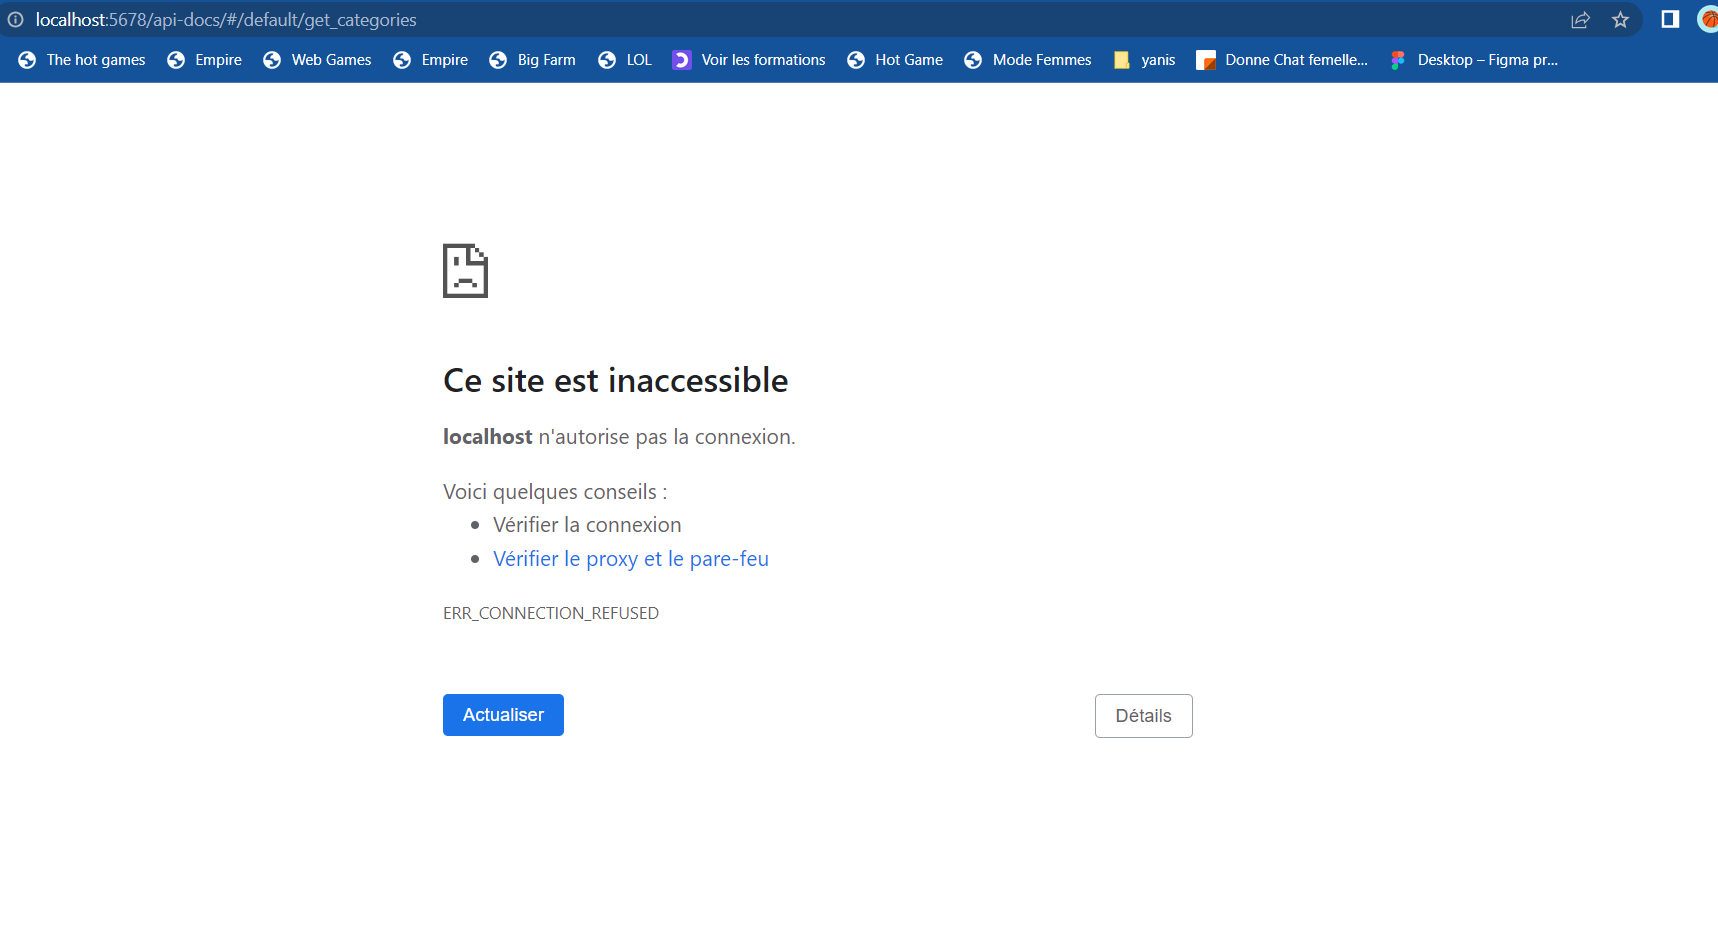 localhost:5678/api-docs/#/default/get_categories
The hot games Empire Web Games Empire Big Farm LOL Voir les formations Hot Game Mode Femmes yanis Donne Chat femelle... Desktop – Figma pr...
Ce site est inaccessible
localhost n'autorise pas la connexion.
Voici quelques conseils :
• Vérifier la connexion
• Vérifier le proxy et le pare-feu
ERR_CONNECTION_REFUSED
Actualiser Détails